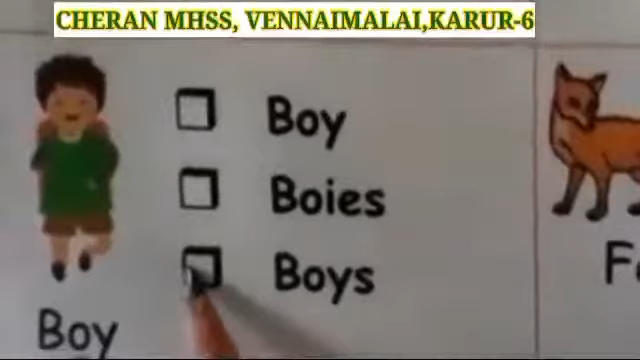 CHERAN MHSS, VENNAIMALAI,KARUR-6
Boy
Boies
Boys
Boy